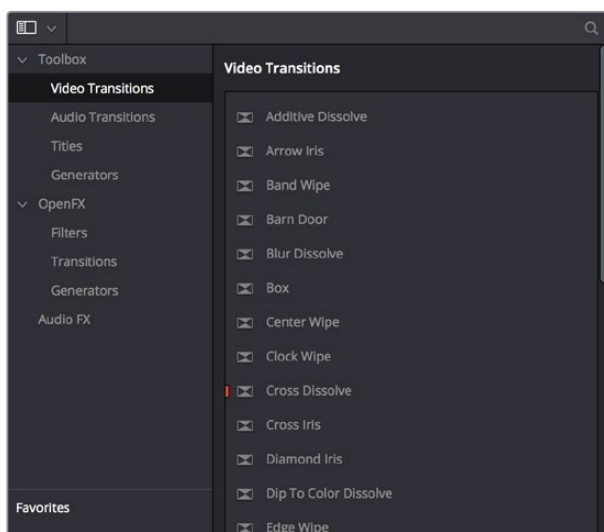 Toolbox
Video Transitions
Audio Transitions
Titles
Generators
OpenFX
Filters
Transitions
Generators
Audio FX
Favorites
Video Transitions
Additive Dissolve
Arrow Iris
Band Wipe
Barn Door
Blur Dissolve
Box
Center Wipe
Clock Wipe
Cross Dissolve
Cross Iris
Diamond Iris
Dip To Color Dissolve
Edge Wipe